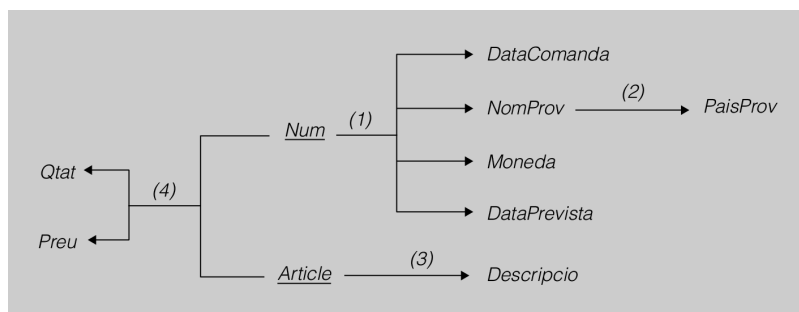 DataComanda
(2)
(1)
NomProv
PaisProv
Num
Qtat
(4)
Moneda
DataPrevista
Preu
(3)
Article
Descripcio